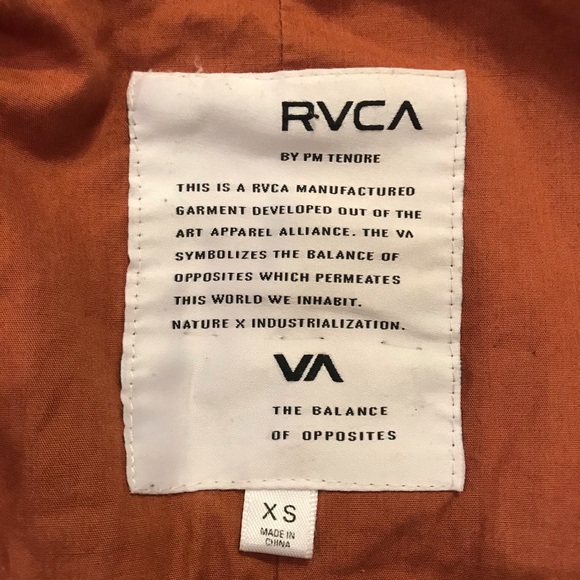 RVCA
BY PM TENORE
THIS IS A RVCA MANUFACTURED
GARMENT DEVELOPED OUT OF THE
ART APPAREL ALLIANCE. THE VA
SYMBOLIZES THE BALANCE OF
OPPOSITES WHICH PERMEATES
THIS WORLD WE INHABIT.
NATURE X INDUSTRIALIZATION.
VA
THE BALANCE
OF OPPOSITES
XS
MADE IN
CHINA